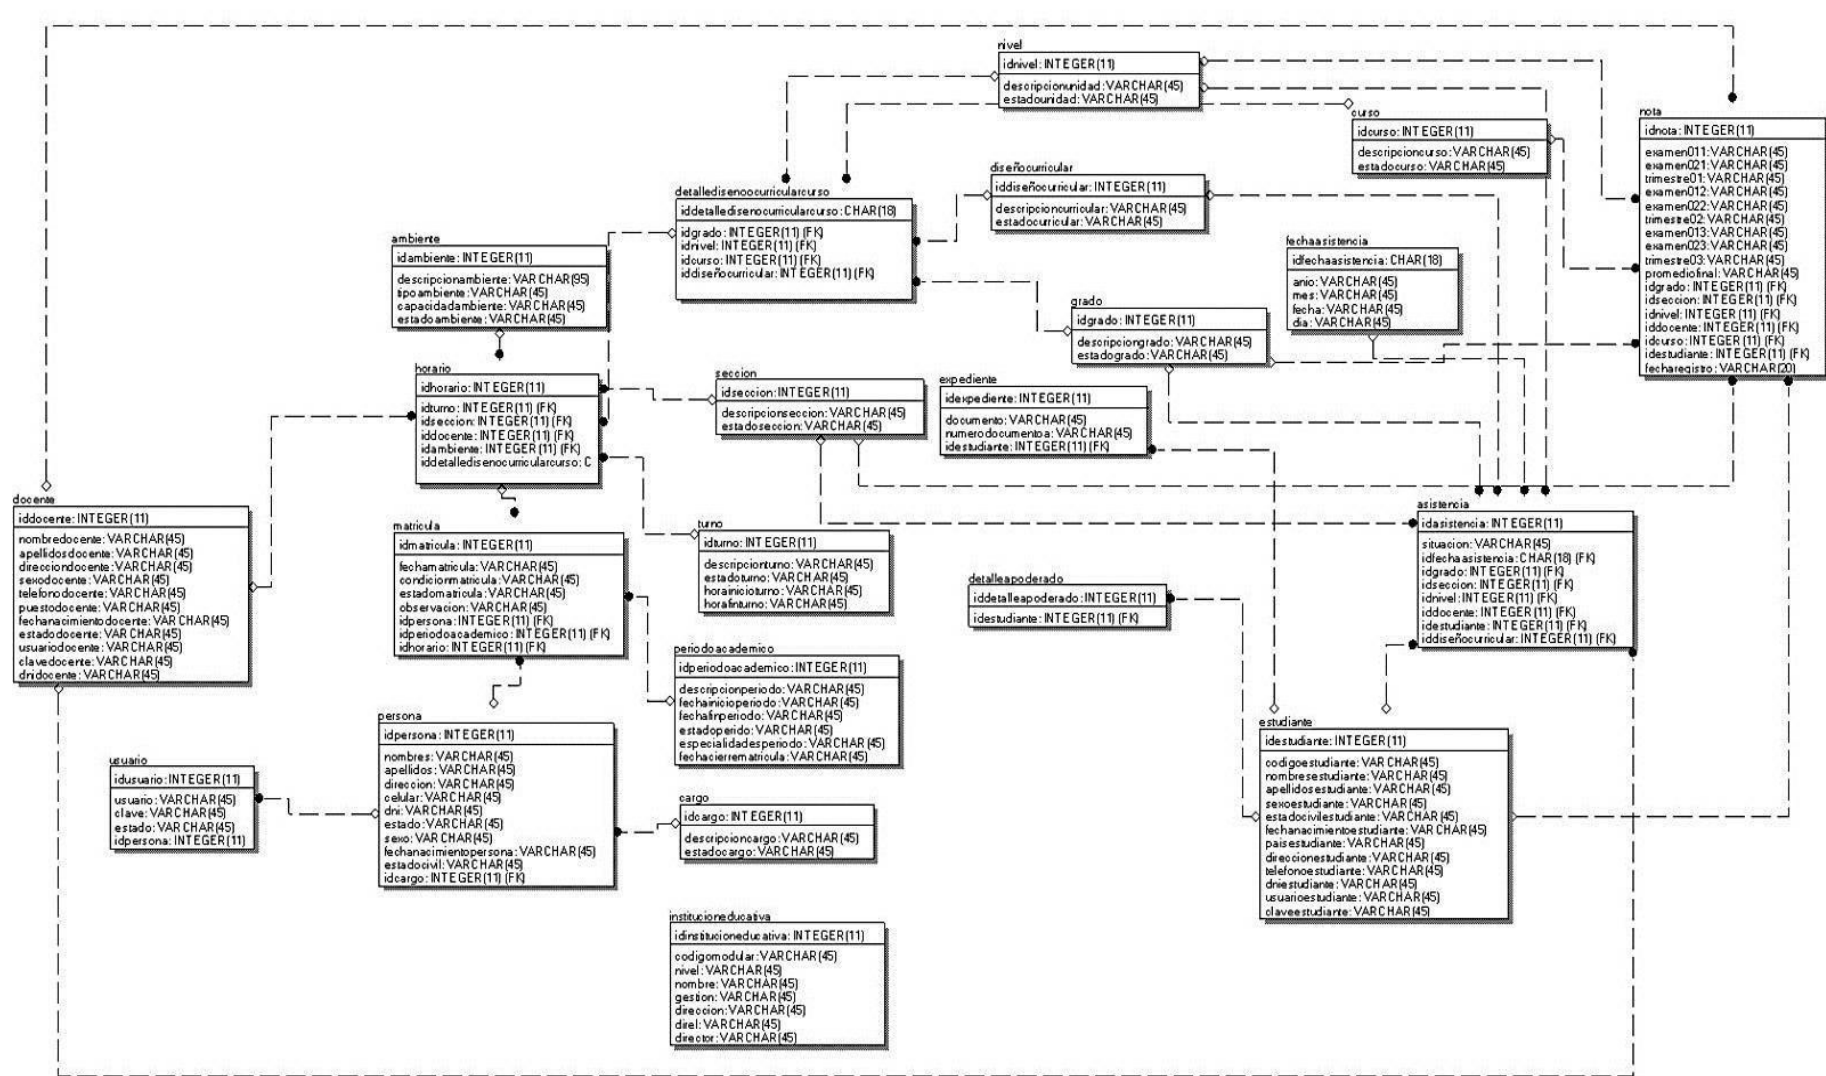 nivel
idnivel: INTEGER(11)
descripcionunidad: VARCHAR(45)
estadounidad: VARCHAR(45)
curso
idcurso: INTEGER(11)
descripcioncurso: VARCHAR(45)
estadocurso: VARCHAR(45)
nota
idnota: INTEGER(11)
examen011: VARCHAR(45)
examen021: VARCHAR(45)
trimestre01: VARCHAR(45)
examen012: VARCHAR(45)
examen022: VARCHAR(45)
trimestre02: VARCHAR(45)
examen013: VARCHAR(45)
examen023: VARCHAR(45)
trimestre03: VARCHAR(45)
promediofinal: VARCHAR(45)
idgrado: INTEGER(11) (FK)
idseccion: INTEGER(11) (FK)
idnivel: INTEGER(11) (FK)
iddocente: INTEGER(11) (FK)
idcurso: INTEGER(11) (FK)
idestudiante: INTEGER(11) (FK)
fecharegistro: VARCHAR(20)
diseñocurricular
iddiseñocurricular: INTEGER(11)
descripcioncurricular: VARCHAR(45)
estadocurricular: VARCHAR(45)
detalledisenoocurricularcurso
iddetalledisenocurricularcurso: CHAR(18)
idgrado: INTEGER(11) (FK)
idnivel: INTEGER(11) (FK)
idcurso: INTEGER(11) (FK)
iddiseñocurricular: INTEGER(11) (FK)
ambiente
idambiente: INTEGER(11)
descripcionambiente: VARCHAR(95)
tipoambiente: VARCHAR(45)
capacidadambiente: VARCHAR(45)
estadoambiente: VARCHAR(45)
fechaasistencia
idfechaasistencia: CHAR(18)
anio: VARCHAR(45)
mes: VARCHAR(45)
fecha: VARCHAR(45)
dia: VARCHAR(45)
grado
idgrado: INTEGER(11)
descripciongrado: VARCHAR(45)
estadogrado: VARCHAR(45)
horario
idhorario: INTEGER(11)
idturno: INTEGER(11) (FK)
idseccion: INTEGER(11) (FK)
iddocente: INTEGER(11) (FK)
idambiente: INTEGER(11) (FK)
iddetalledisenocurricularcurso: C
seccion
idseccion: INTEGER(11)
descripcionseccion: VARCHAR(45)
estadoseccion: VARCHAR(45)
expediente
idexpediente: INTEGER(11)
documento: VARCHAR(45)
numerodocumentoa: VARCHAR(45)
idestudiante: INTEGER(11) (FK)
docente
iddocente: INTEGER(11)
nombredocente: VARCHAR(45)
apellidosdocente: VARCHAR(45)
direcciondocente: VARCHAR(45)
sexodocente: VARCHAR(45)
telefonodocente: VARCHAR(45)
puestodocente: VARCHAR(45)
fechanacimientodocente: VARCHAR(45)
estadodocente: VARCHAR(45)
usuariodocente: VARCHAR(45)
clavedocente: VARCHAR(45)
dnidocente: VARCHAR(45)
matricula
idmatricula: INTEGER(11)
fechamatricula: VARCHAR(45)
condicionmatricula: VARCHAR(45)
estadomatricula: VARCHAR(45)
observacion: VARCHAR(45)
idpersona: INTEGER(11) (FK)
idperiodoacademico: INTEGER(11) (FK)
idhorario: INTEGER(11) (FK)
turno
idturno: INTEGER(11)
descripcionturno: VARCHAR(45)
estadoturno: VARCHAR(45)
horainicioturno: VARCHAR(45)
horafinturno: VARCHAR(45)
asistencia
idasistencia: INTEGER(11)
situacion: VARCHAR(45)
idfechaasistencia: CHAR(18) (FK)
idgrado: INTEGER(11) (FK)
idseccion: INTEGER(11) (FK)
idnivel: INTEGER(11) (FK)
iddocente: INTEGER(11) (FK)
idestudiante: INTEGER(11) (FK)
iddiseñocurricular: INTEGER(11) (FK)
detalleapoderado
iddetalleapoderado: INTEGER(11)
idestudiante: INTEGER(11) (FK)
periodoacademico
idperiodoacademico: INTEGER(11)
descripcionperiodo: VARCHAR(45)
fechainicioperiodo: VARCHAR(45)
fechafinperiodo: VARCHAR(45)
estadoperido: VARCHAR(45)
especialidadesperiodo: VARCHAR(45)
fechacierrematricula: VARCHAR(45)
persona
idpersona: INTEGER(11)
nombres: VARCHAR(45)
apellidos: VARCHAR(45)
direccion: VARCHAR(45)
celular: VARCHAR(45)
dni: VARCHAR(45)
estado: VARCHAR(45)
sexo: VARCHAR(45)
fechanacimientopersona: VARCHAR(45)
estadocivil: VARCHAR(45)
idcargo: INTEGER(11) (FK)
estudiante
idestudiante: INTEGER(11)
codigoestudiante: VARCHAR(45)
nombresestudiante: VARCHAR(45)
apellidosestudiante: VARCHAR(45)
sexoestudiante: VARCHAR(45)
estadocivilestudiante: VARCHAR(45)
fechanacimientoestudiante: VARCHAR(45)
paisestudiante: VARCHAR(45)
direccionestudiante: VARCHAR(45)
telefonoestudiante: VARCHAR(45)
dniestudiante: VARCHAR(45)
usuarioestudiante: VARCHAR(45)
claveestudiante: VARCHAR(45)
usuario
idusuario: INTEGER(11)
usuario: VARCHAR(45)
clave: VARCHAR(45)
estado: VARCHAR(45)
idpersona: INTEGER(11)
cargo
idcargo: INTEGER(11)
descripcioncargo: VARCHAR(45)
estadocargo: VARCHAR(45)
institucioneducativa
idinstitucioneducativa: INTEGER(11)
codigomodular: VARCHAR(45)
nivel: VARCHAR(45)
nombre: VARCHAR(45)
gestion: VARCHAR(45)
direccion: VARCHAR(45)
direl: VARCHAR(45)
director: VARCHAR(45)